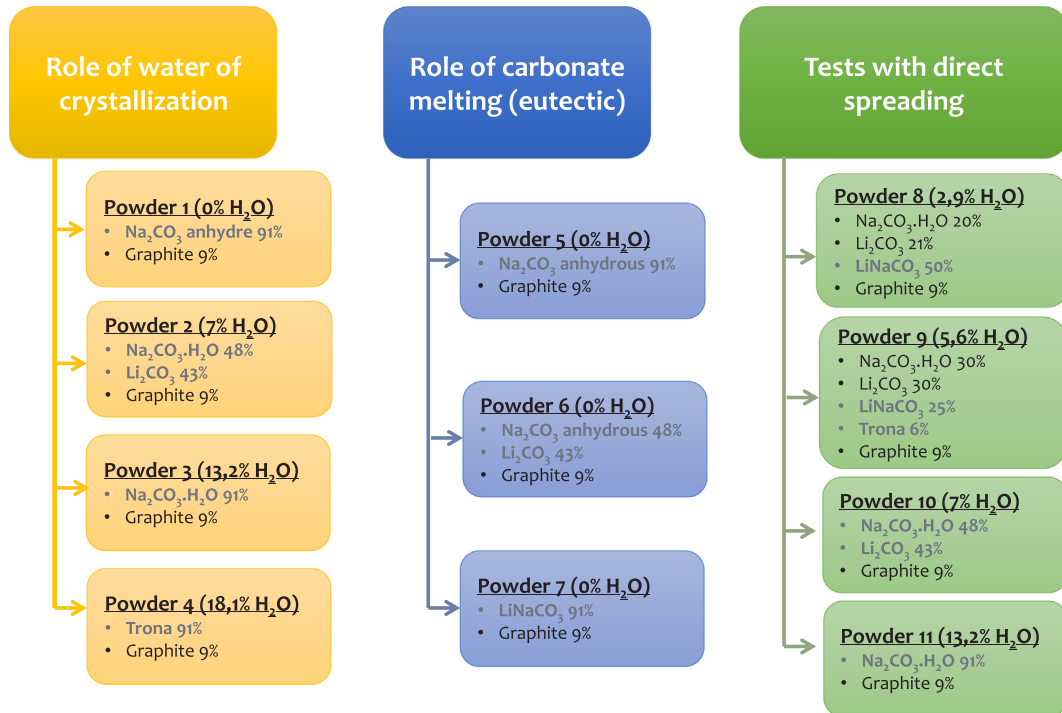 Role of water of
crystallization
Powder 1 (0% H₂O)
• Na₂CO₃ anhydre 91%
• Graphite 9%
Powder 2 (7% H₂O)
• Na₂CO₃.H₂O 48%
• Li₂CO₃ 43%
• Graphite 9%
Powder 3 (13,2% H₂O)
• Na₂CO₃.H₂O 91%
• Graphite 9%
Powder 4 (18,1% H₂O)
• Trona 91%
• Graphite 9%
Role of carbonate
melting (eutectic)
Powder 5 (0% H₂O)
• Na₂CO₃ anhydrous 91%
• Graphite 9%
Powder 6 (0% H₂O)
• Na₂CO₃ anhydrous 48%
• Li₂CO₃ 43%
• Graphite 9%
Powder 7 (0% H₂O)
• LiNaCO₃ 91%
• Graphite 9%
Tests with direct
spreading
Powder 8 (2,9% H₂O)
• Na₂CO₃.H₂O 20%
• Li₂CO₃ 21%
• LiNaCO₃ 50%
• Graphite 9%
Powder 9 (5,6% H₂O)
• Na₂CO₃.H₂O 30%
• Li₂CO₃ 30%
• LiNaCO₃ 25%
• Trona 6%
• Graphite 9%
Powder 10 (7% H₂O)
• Na₂CO₃.H₂O 48%
• Li₂CO₃ 43%
• Graphite 9%
Powder 11 (13,2% H₂O)
• Na₂CO₃.H₂O 91%
• Graphite 9%